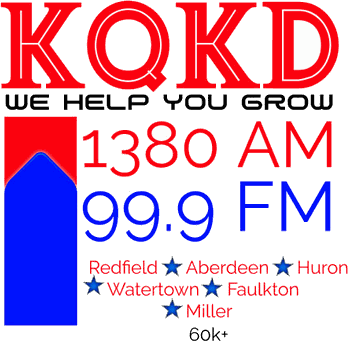 KQKD
WE HELP YOU GROW
1380 AM
99.9 FM
Redfield ★ Aberdeen ★ Huron
★ Watertown ★ Faulkton
★ Miller
60k+